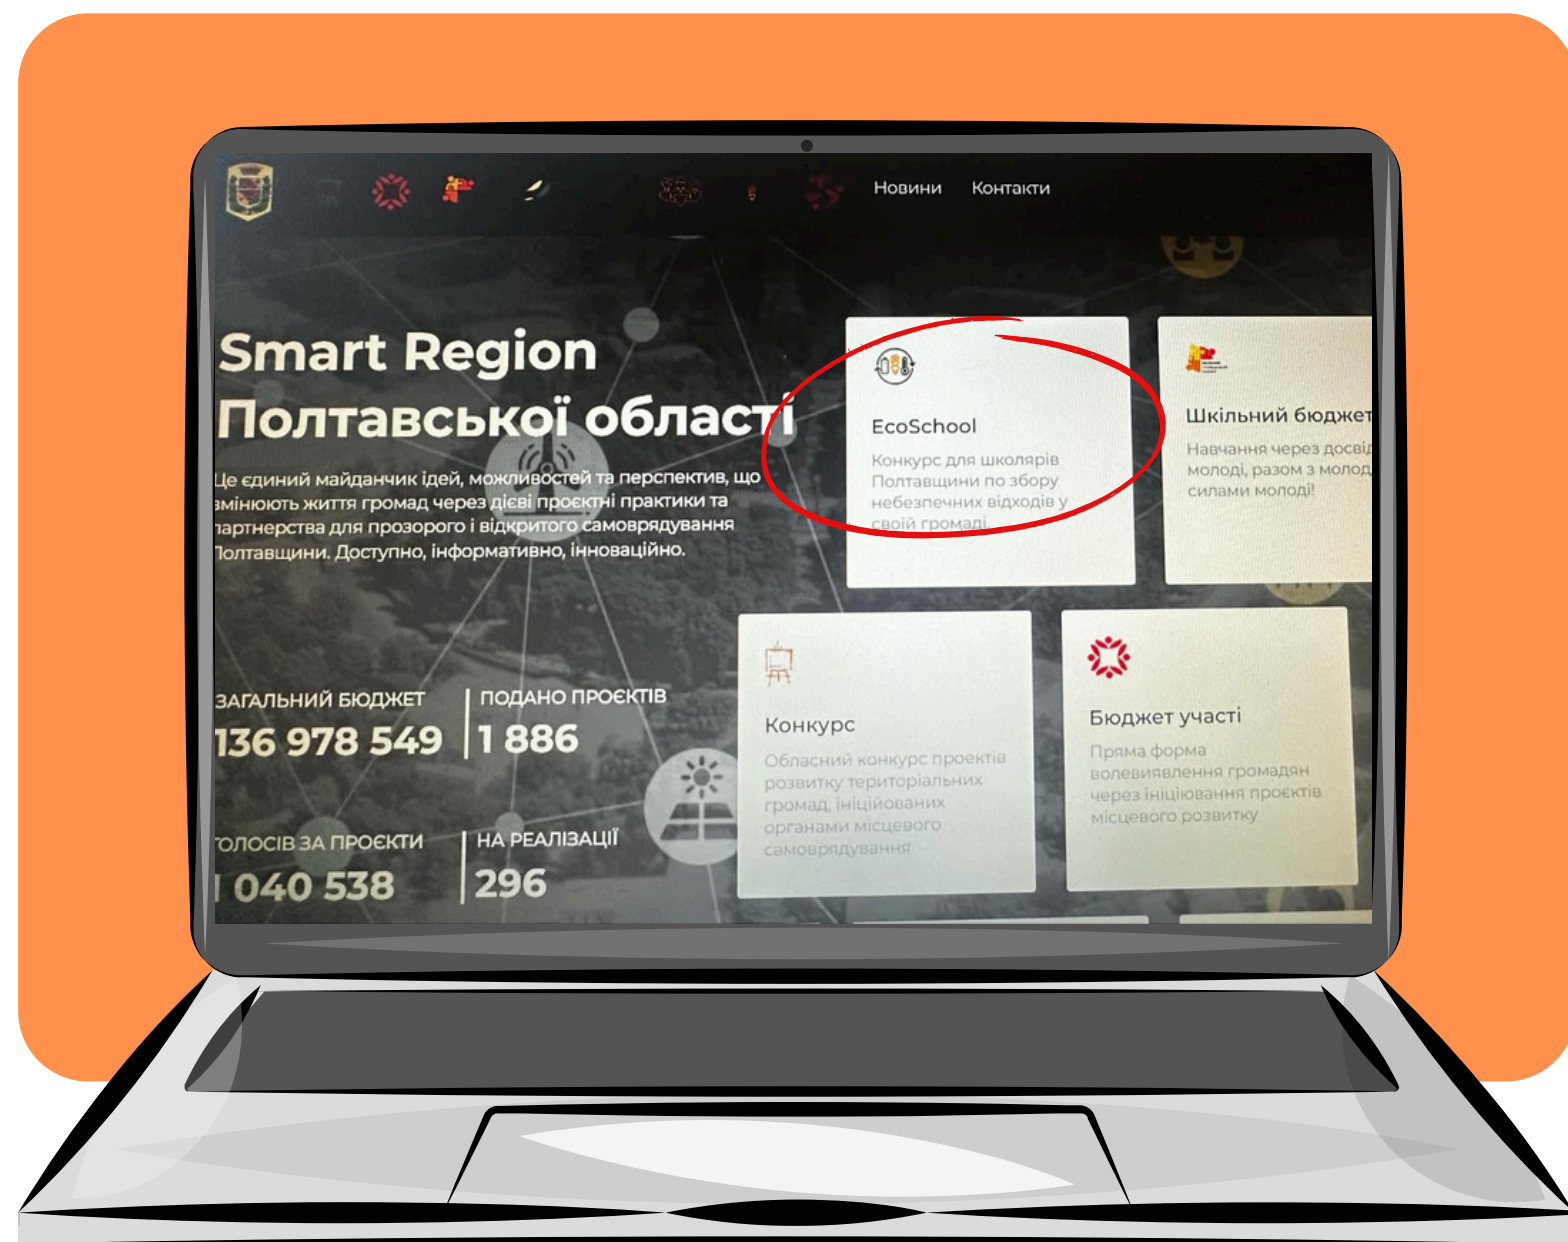 Новини Контакти
Smart Region
Полтавської області
Це єдиний майданчик ідей, можливостей та перспектив, що
змінюють життя громад через дієві проєктні практики та
партнерства для прозорого і відкритого самоврядування
Полтавщини. Доступно, інформативно, інноваційно.
ЗАГАЛЬНИЙ БЮДЖЕТ
136 978 549
ПОДАНО ПРОЄКТІВ
1 886
ГОЛОСІВ ЗА ПРОЄКТИ
1 040 538
НА РЕАЛІЗАЦІЇ
296
EcoSchool
Конкурс для школярів
Полтавщини по збору
небезпечних відходів у
своїй громаді.
Шкільний бюджет
Навчання через досвід
молоді, разом з молод
силами молоді!
Конкурс
Обласний конкурс проектів
розвитку територіальних
громад, ініційованих
органами місцевого
самоврядування
Бюджет участі
Пряма форма
волевиявлення громадян
через ініціювання проєктів
місцевого розвитку